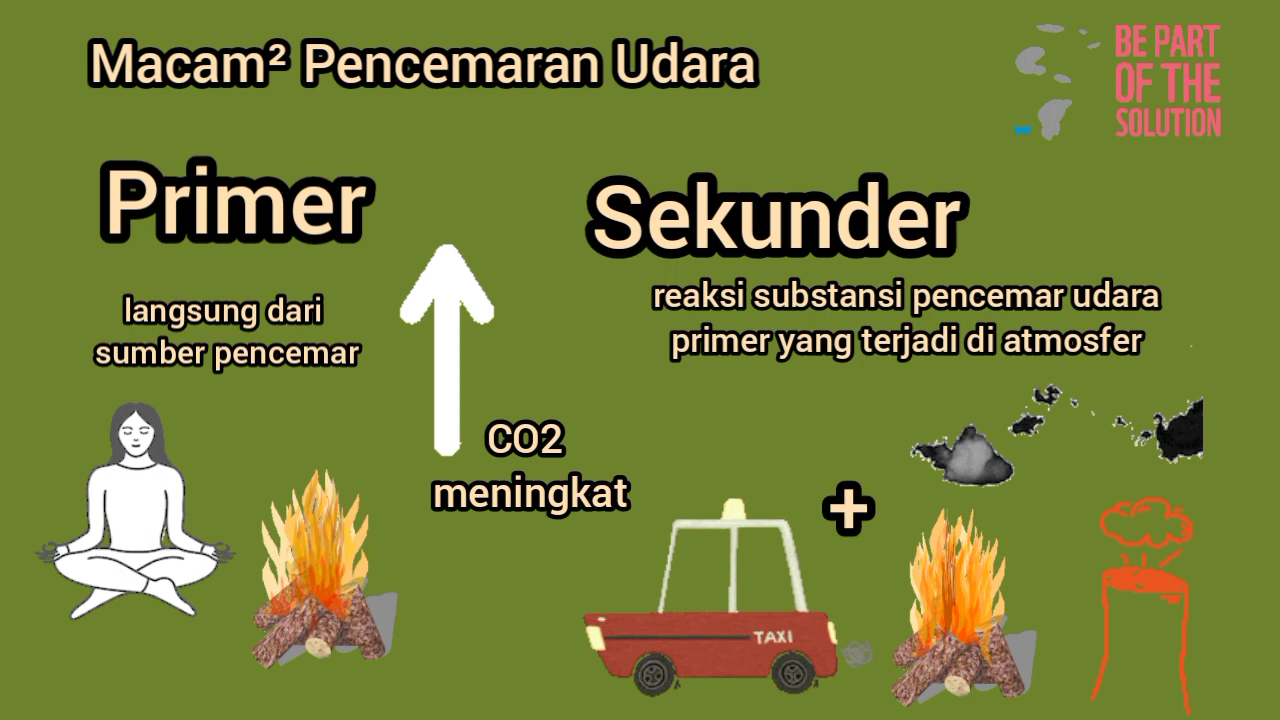 Macam² Pencemaran Udara
BE PART
OF THE
SOLUTION
Primer
Sekunder
langsung dari
sumber pencemar
reaksi substansi pencemar udara
primer yang terjadi di atmosfer
CO2
meningkat
+
TAXI